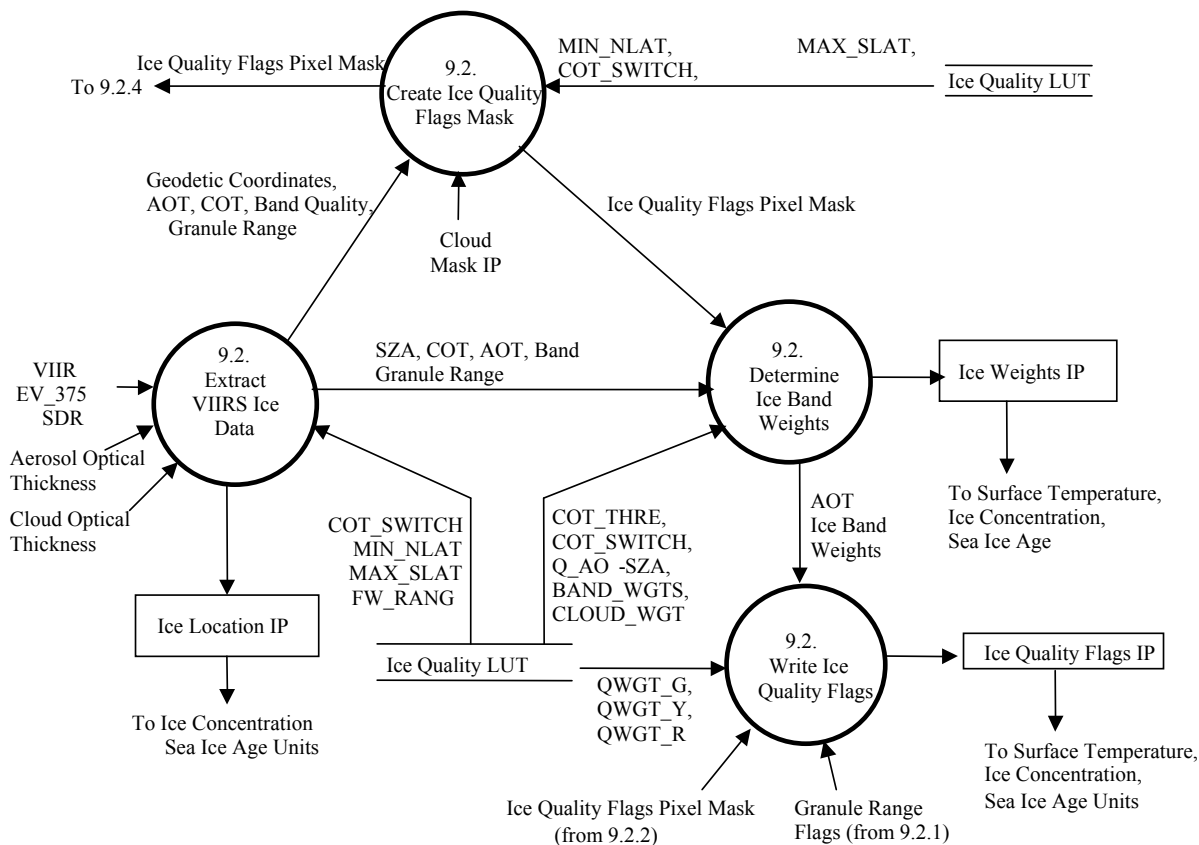 Ice Quality Flags Pixel Mask
To 9.2.4
9.2.
Create Ice Quality
Flags Mask
MIN_NLAT,
COT_SWITCH,
MAX_SLAT,
Ice Quality LUT
Geodetic Coordinates,
AOT, COT, Band Quality,
Granule Range
Cloud
Mask IP
Ice Quality Flags Pixel Mask
VIIR
EV_375
SDR
Aerosol Optical
Thickness
Cloud Optical
Thickness
9.2.
Extract
VIIRS Ice
Data
SZA, COT, AOT, Band
Granule Range
9.2.
Determine
Ice Band
Weights
Ice Weights IP
To Surface Temperature,
Ice Concentration,
Sea Ice Age
COT_SWITCH
MIN_NLAT
MAX_SLAT
FW_RANG
COT_THRE,
COT_SWITCH,
Q_AO -SZA,
BAND_WGTS,
CLOUD_WGT
AOT
Ice Band
Weights
Ice Location IP
To Ice Concentration
Sea Ice Age Units
Ice Quality LUT
QWGT_G,
QWGT_Y,
QWGT_R
9.2.
Write Ice
Quality Flags
Ice Quality Flags IP
To Surface Temperature,
Ice Concentration,
Sea Ice Age Units
Ice Quality Flags Pixel Mask
(from 9.2.2)
Granule Range
Flags (from 9.2.1)